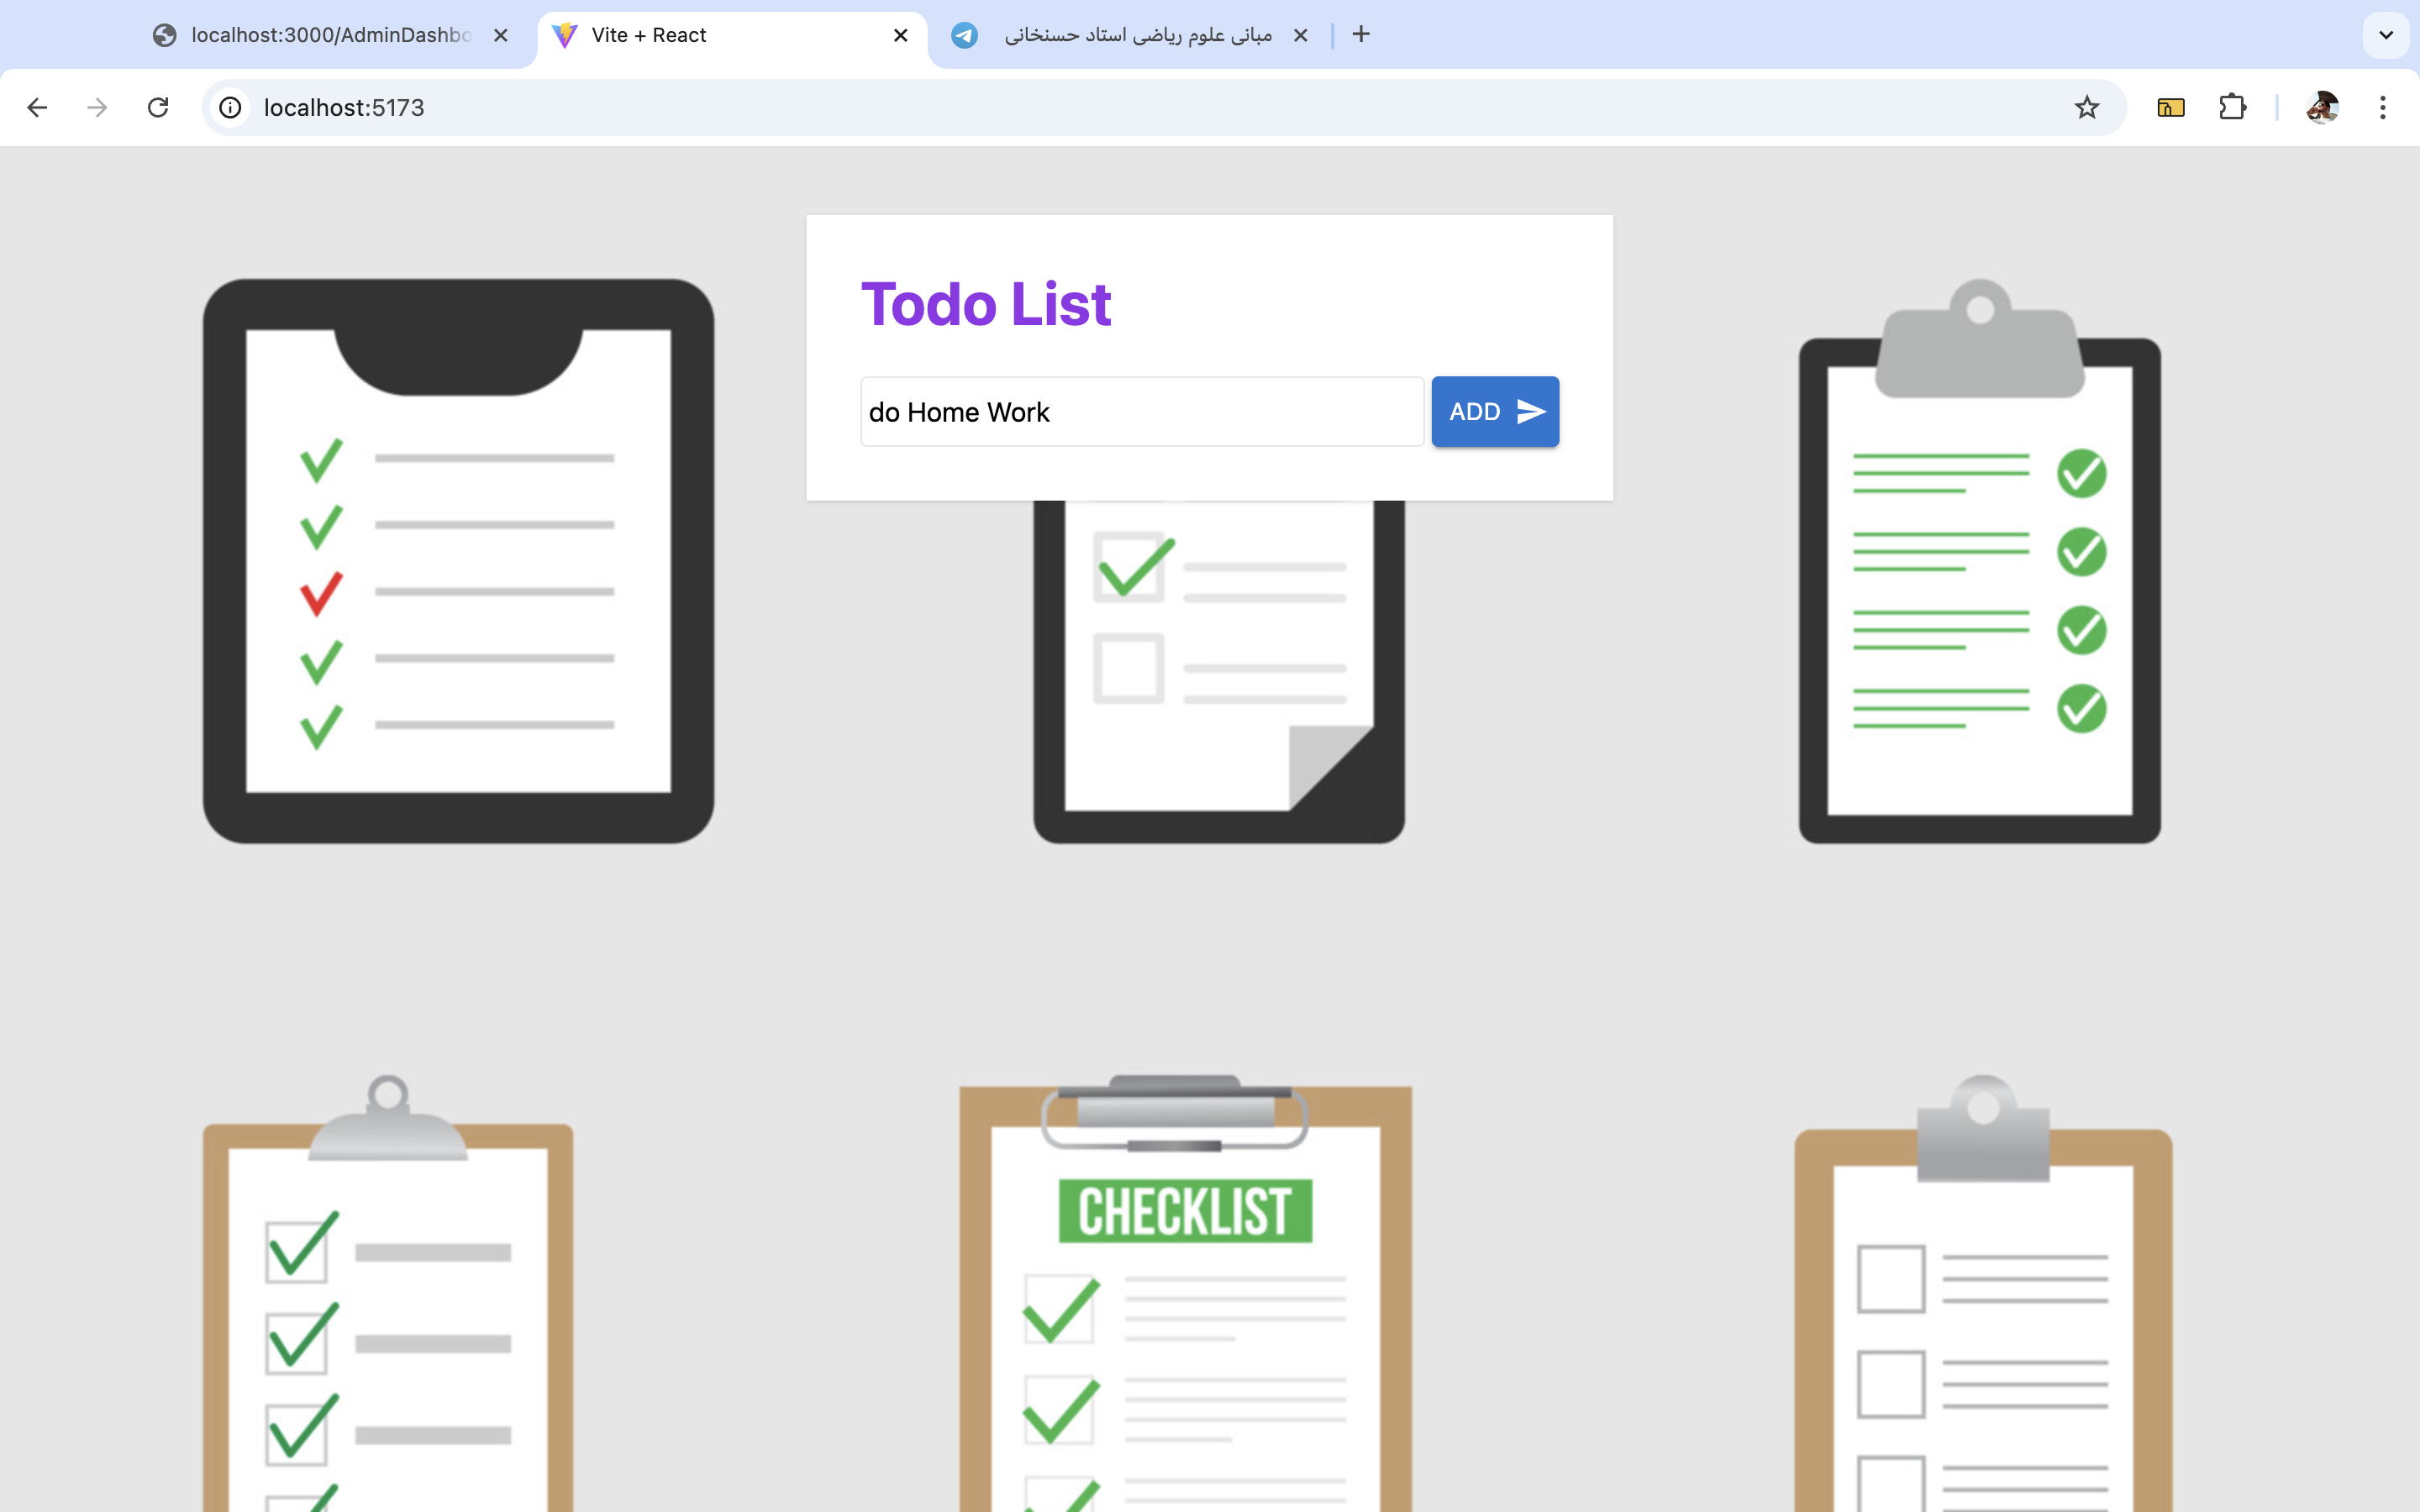 localhost:3000/AdminDashbo
Vite + React
مبانی علوم ریاضی استاد حسنخانی
localhost:5173
Todo List
do Home Work
ADD
CHECKLIST